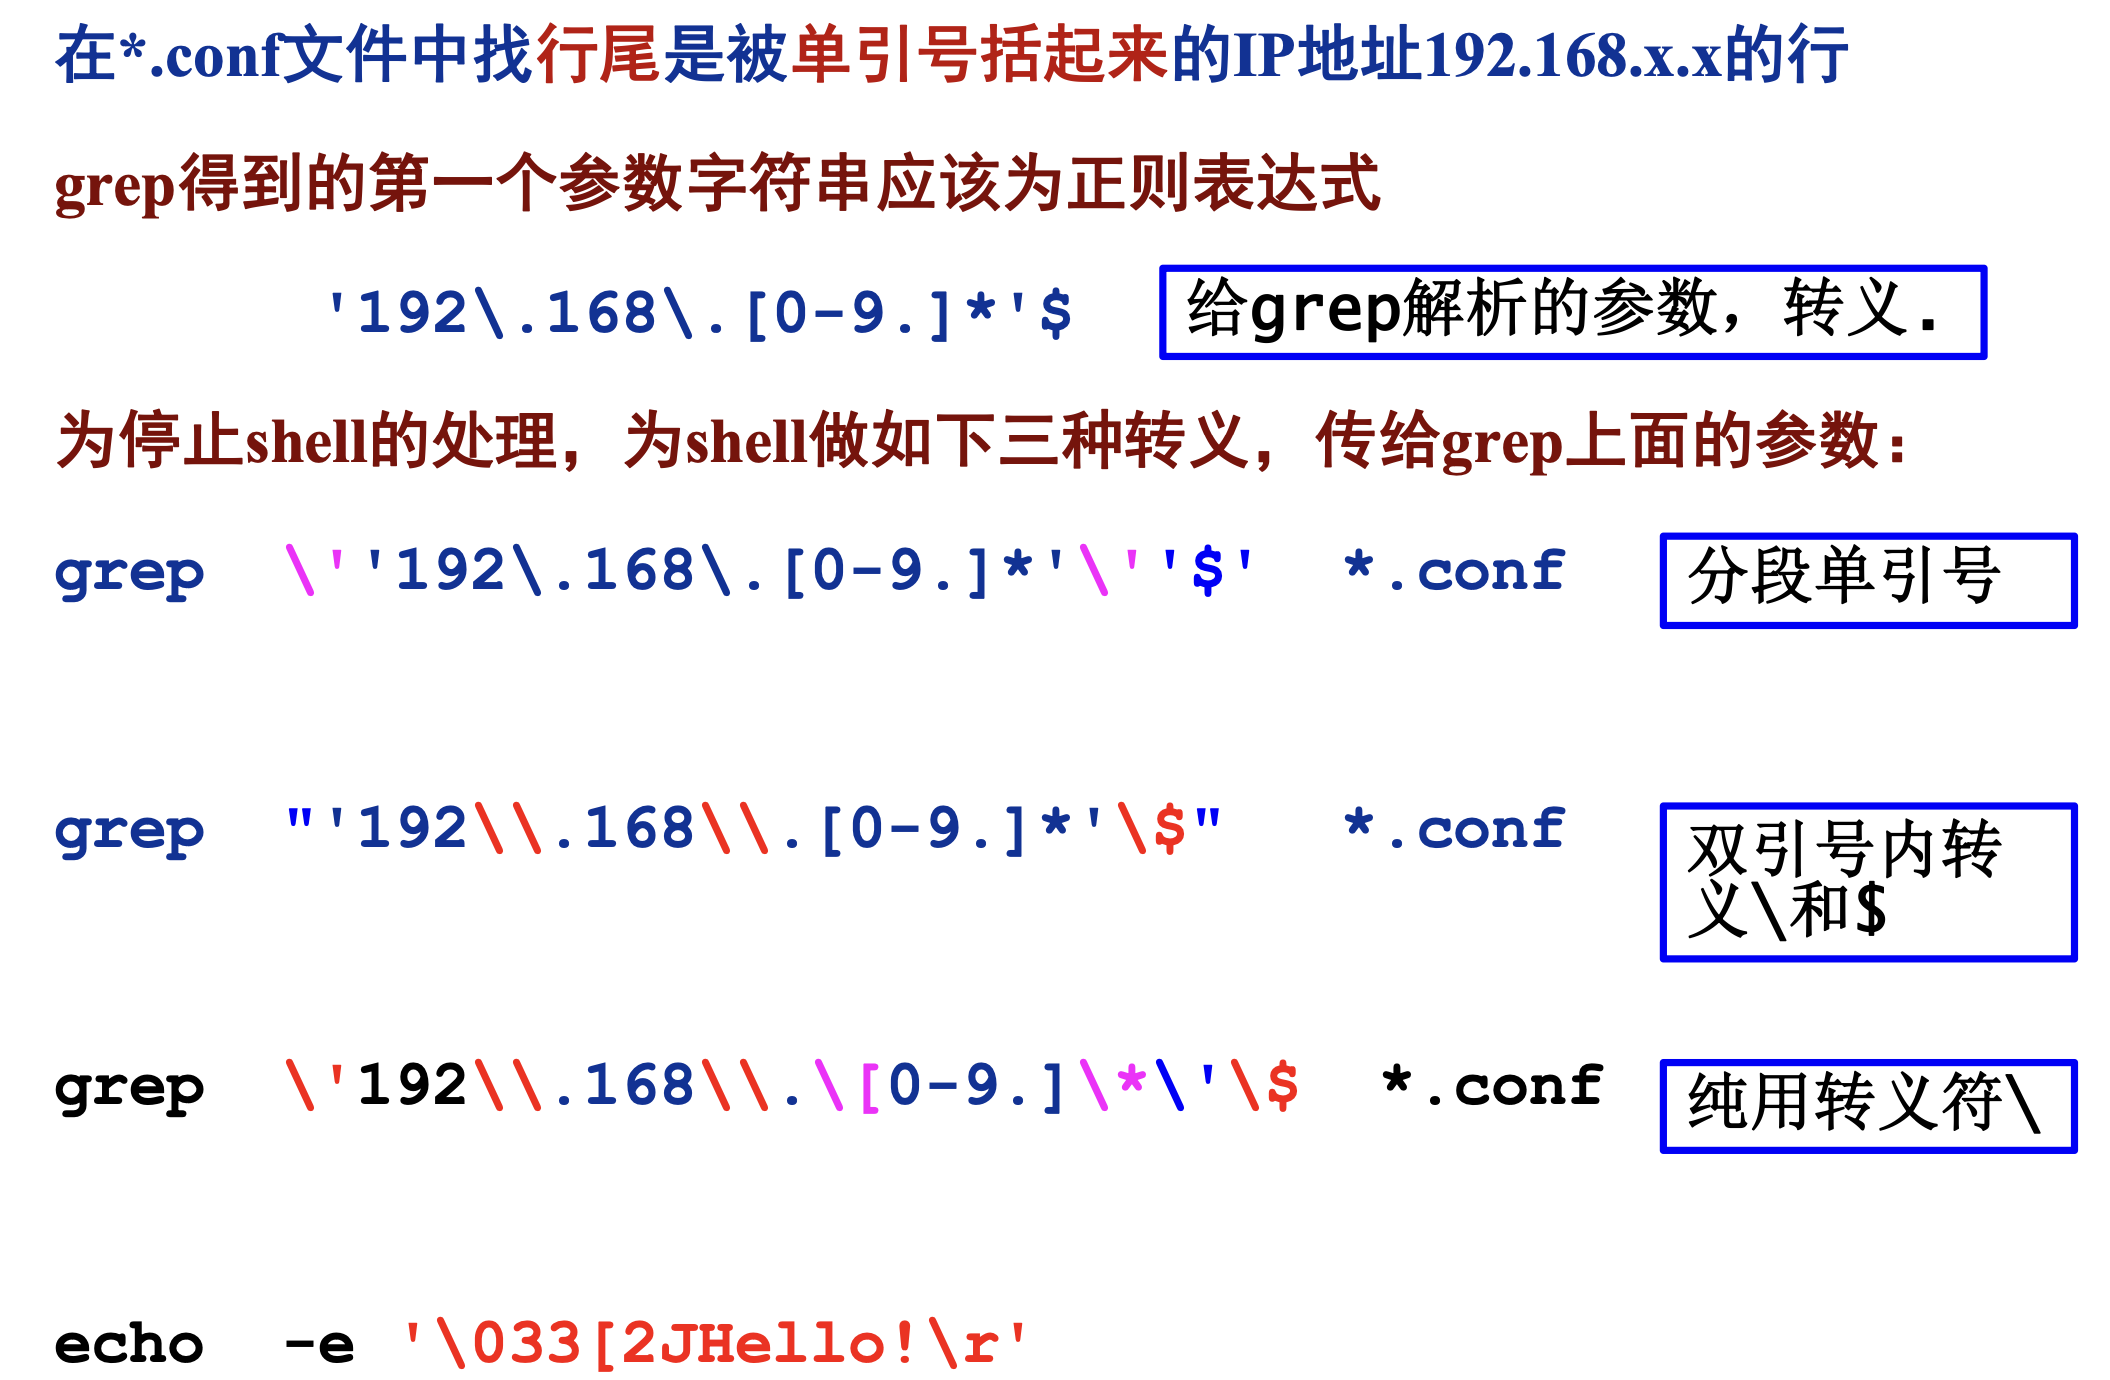 在*.conf文件中找行尾是被单引号括起来的IP地址192.168.x.x的行
grep得到的第一个参数字符串应该为正则表达式
'192\.168\.[0-9.]*'$
给grep解析的参数，转义.
为停止shell的处理，为shell做如下三种转义，传给grep上面的参数：
grep  \''192\.168\.[0-9.]*'\''$'  *.conf
分段单引号
grep  "'192\\.168\\.[0-9.]*'\$"   *.conf
双引号内转
义\和$
grep  \'192\\.168\\.\[0-9.]\*\'\$  *.conf
纯用转义符\
echo  -e '\033[2JHello!\r'